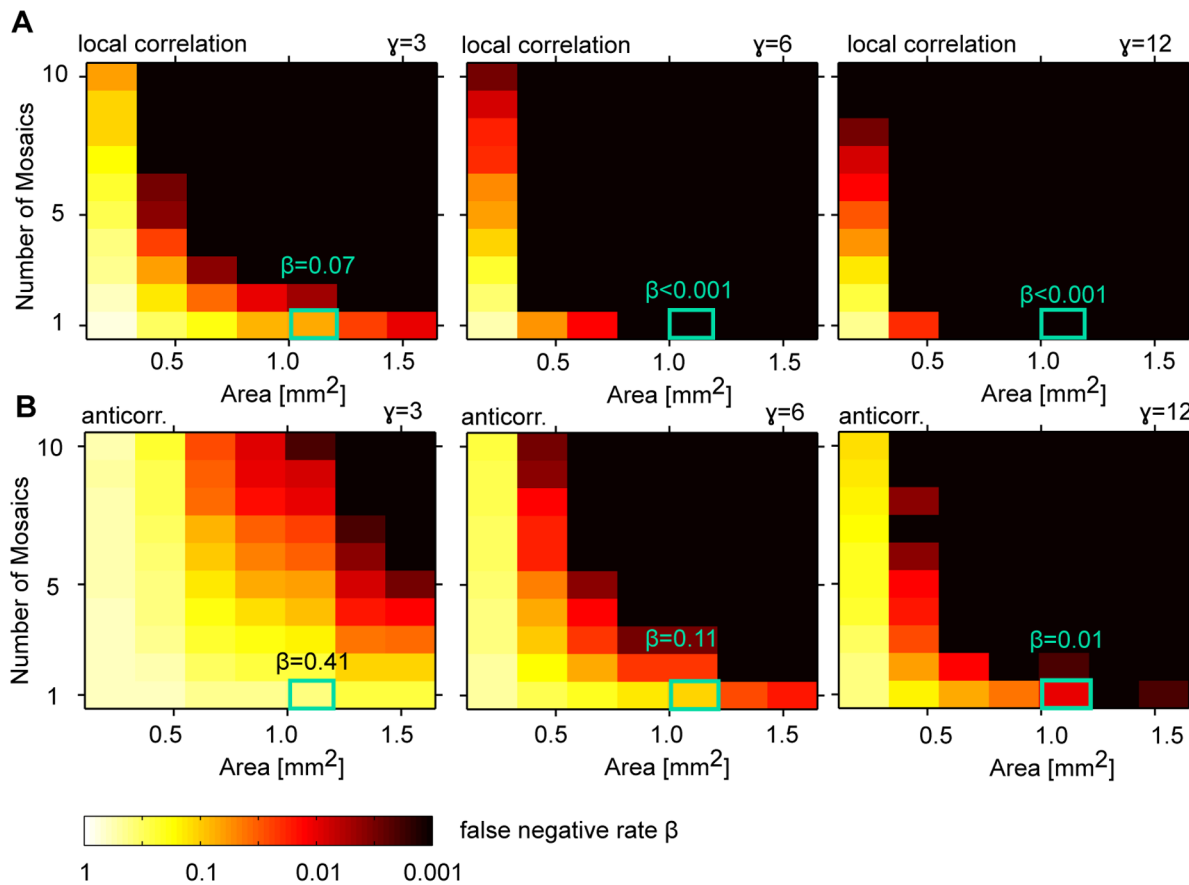 A
local correlation ɣ=3
local correlation ɣ=6
local correlation ɣ=12
Number of Mosaics
10
5
1
β=0.07
β<0.001
β<0.001
0.5 1.0 1.5
0.5 1.0 1.5
0.5 1.0 1.5
Area [mm²]
Area [mm²]
Area [mm²]
B
anticorr. ɣ=3
anticorr. ɣ=6
anticorr. ɣ=12
Number of Mosaics
10
5
1
β=0.41
β=0.11
β=0.01
0.5 1.0 1.5
0.5 1.0 1.5
0.5 1.0 1.5
Area [mm²]
Area [mm²]
Area [mm²]
false negative rate β
1 0.1 0.01 0.001